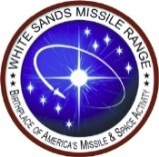 WHITE SANDS MISSILE RANGE
BIRTHPLACE OF AMERICA'S MISSILE & SPACE ACTIVITY